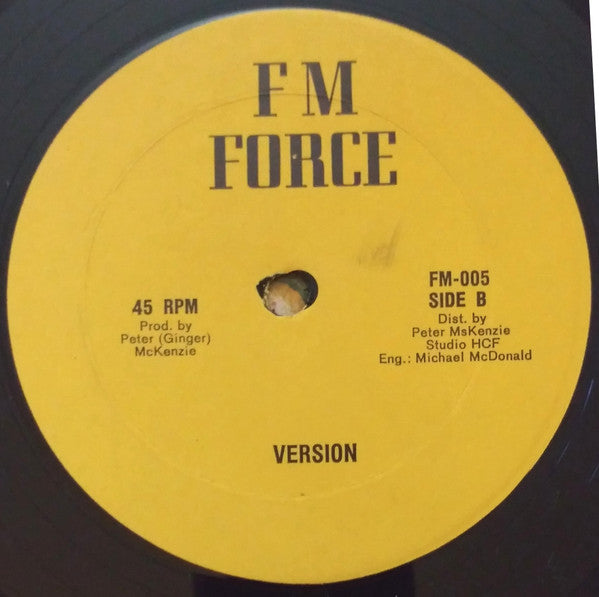 FM
FORCE
45 RPM
Prod. by
Peter (Ginger)
McKenzie
FM-005
SIDE B
Dist. by
Peter MsKenzie
Studio HCF
Eng.: Michael McDonald
VERSION